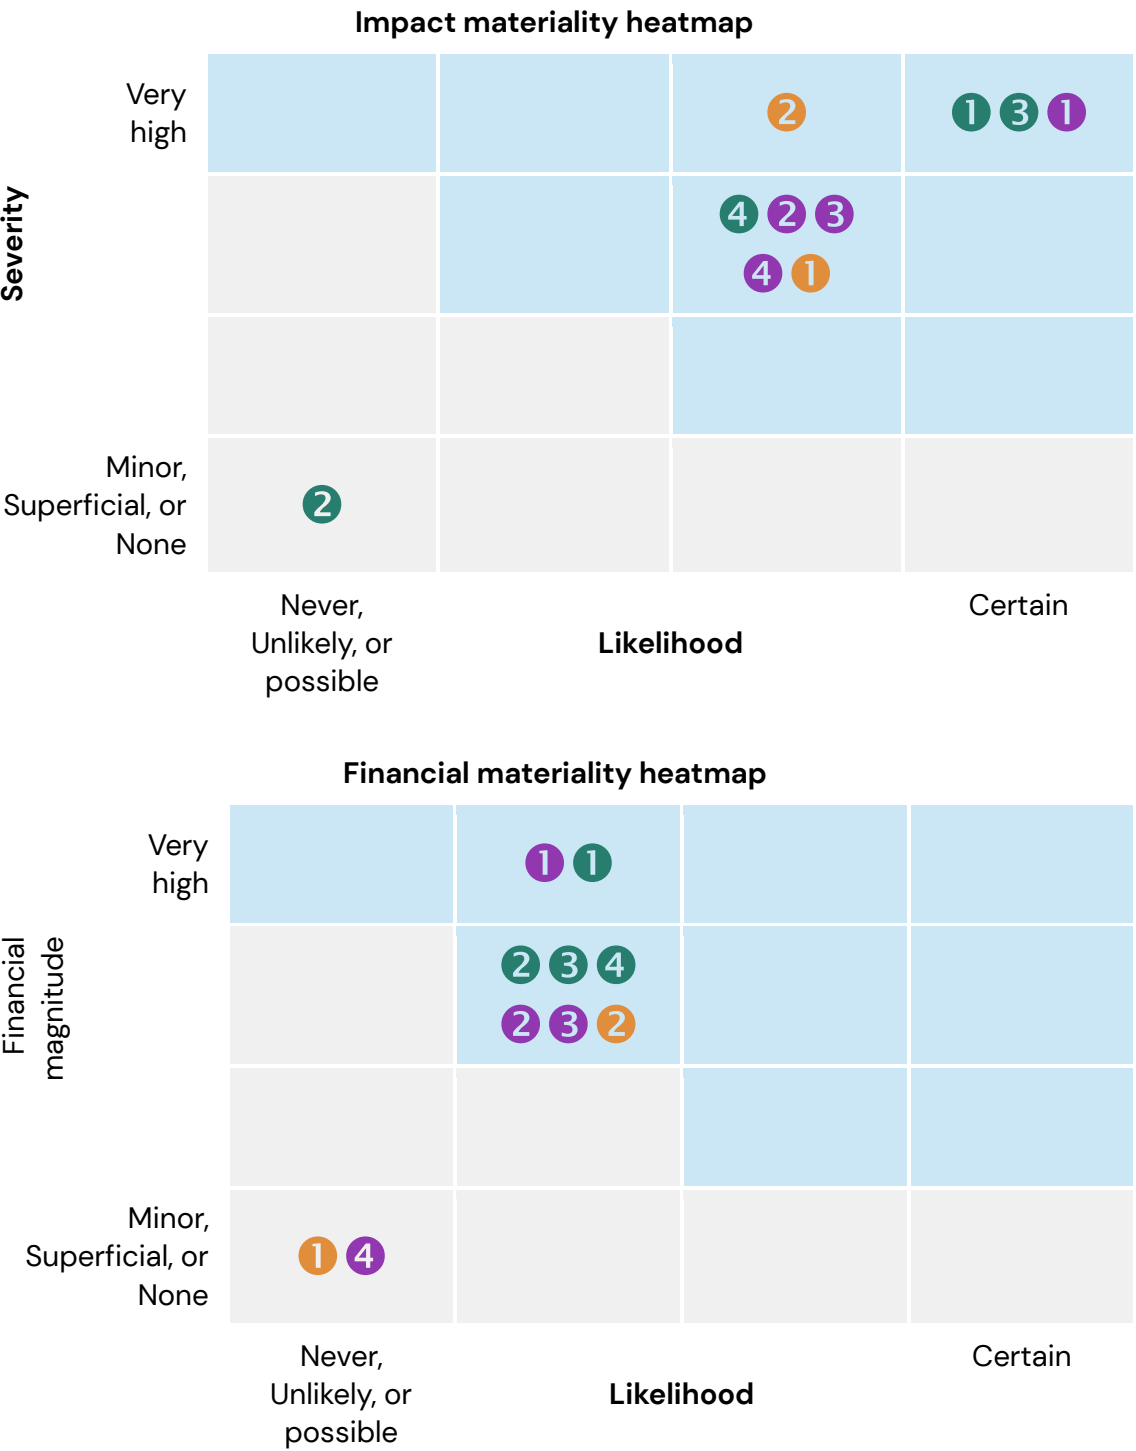 Impact materiality heatmap
Very
high
2
1 3 1
Severity
4 2 3
4 1
Minor,
Superficial, or
None
2
Never,
Unlikely, or
possible
Likelihood
Certain
Financial materiality heatmap
Very
high
1 1
Financial
magnitude
2 3 4
2 3 2
Minor,
Superficial, or
None
1 4
Never,
Unlikely, or
possible
Likelihood
Certain